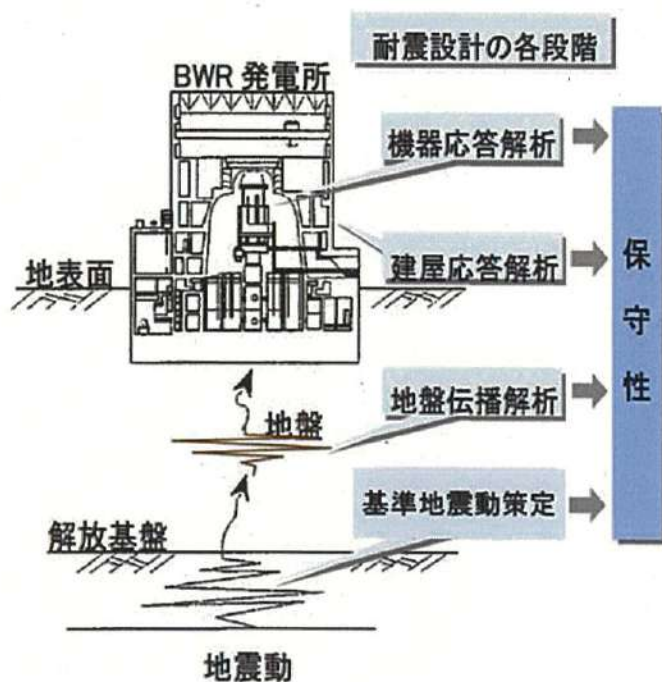 耐震設計の各段階
BWR 発電所
機器応答解析
建屋応答解析
地表面
保守性
地盤伝播解析
地盤
基準地震動策定
解放基盤
地震動